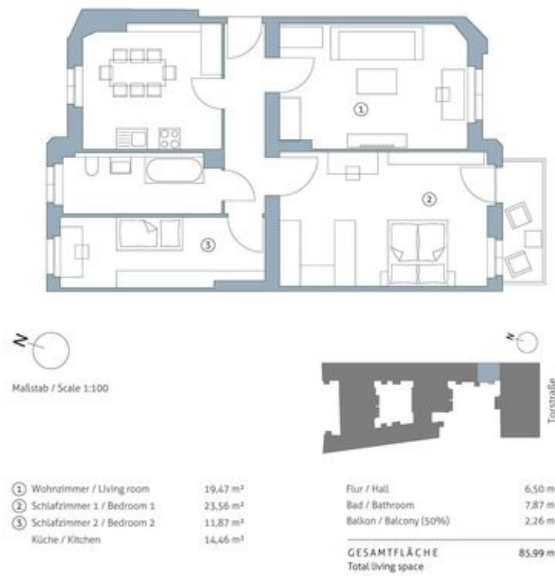 1
2
3
N
N
Maßstab / Scale 1:100
Torstraße
1 Wohnzimmer / Living room 19,47 m²
2 Schlafzimmer 1 / Bedroom 1 23,56 m²
3 Schlafzimmer 2 / Bedroom 2 11,87 m²
Küche / Kitchen 14,46 m²
Flur / Hall 6,50 m
Bad / Bathroom 7,87 m
Balkon / Balcony (50%) 2,26 m
GESAMTFLÄCHE 85,99 m
Total living space